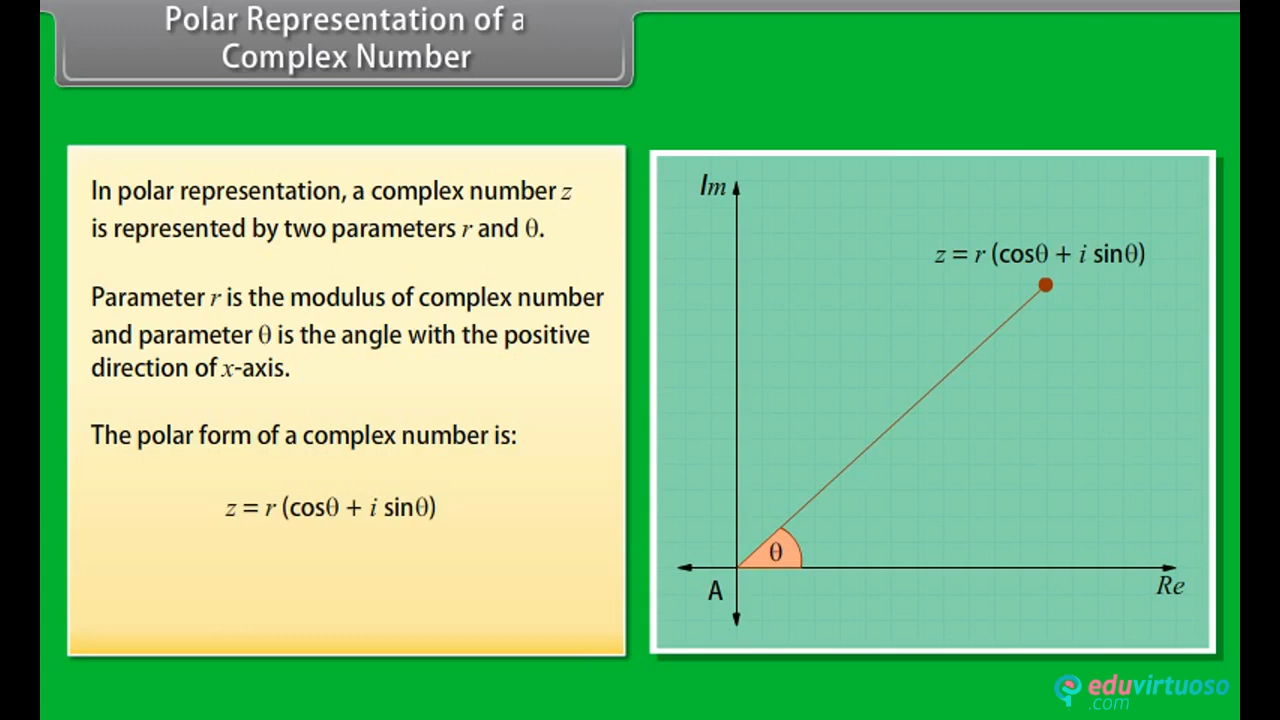 Polar Representation of a
Complex Number
In polar representation, a complex number z
is represented by two parameters r and θ.
Parameter r is the modulus of complex number
and parameter θ is the angle with the positive
direction of x-axis.
The polar form of a complex number is:
z = r (cosθ + i sinθ)
Im
z = r (cosθ + i sinθ)
θ
A
Re
eduvirtuoso
.com